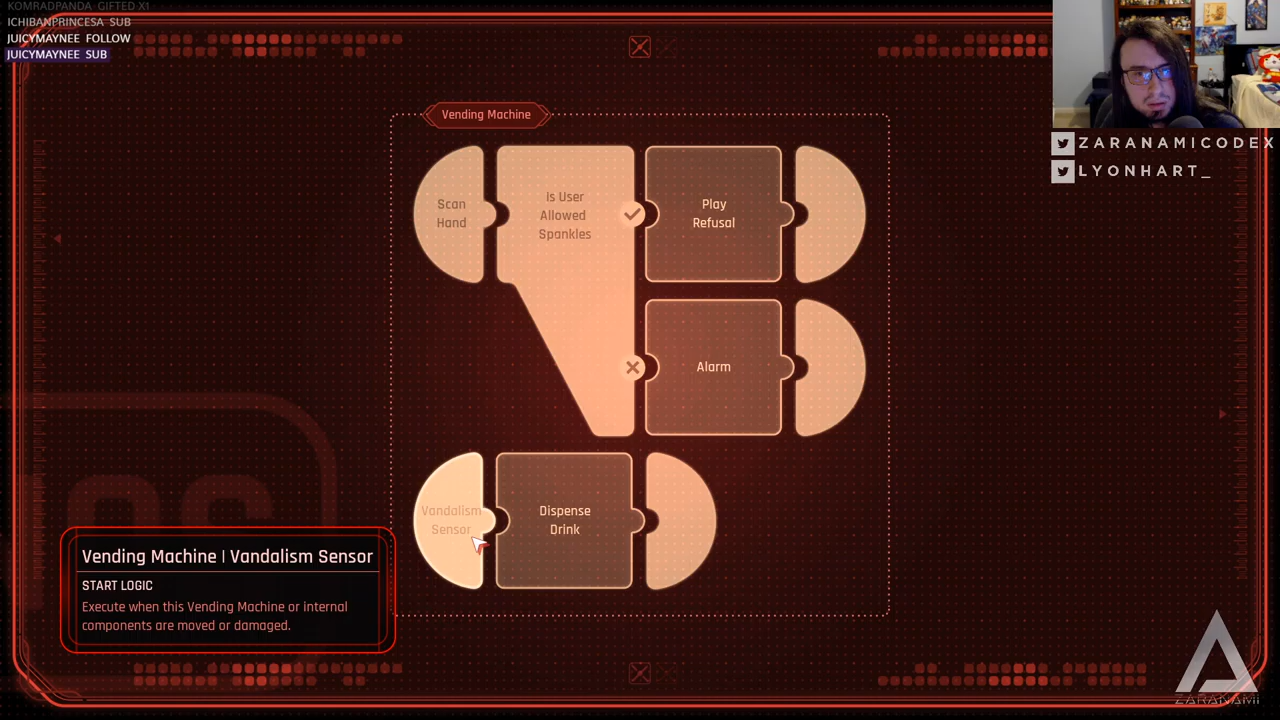 KOMRADPANDA GIFTED X1
ICHIBANPRINCESA SUB
JUICYMAYNEE FOLLOW
JUICYMAYNEE SUB
ZARANAMICODEX
LYONHART_
Vending Machine
Scan
Hand
Is User
Allowed
Spankles
Play
Refusal
Alarm
Vandalism
Sensor
Dispense
Drink
Vending Machine | Vandalism Sensor
START LOGIC
Execute when this Vending Machine or internal
components are moved or damaged.
ZARANAMI